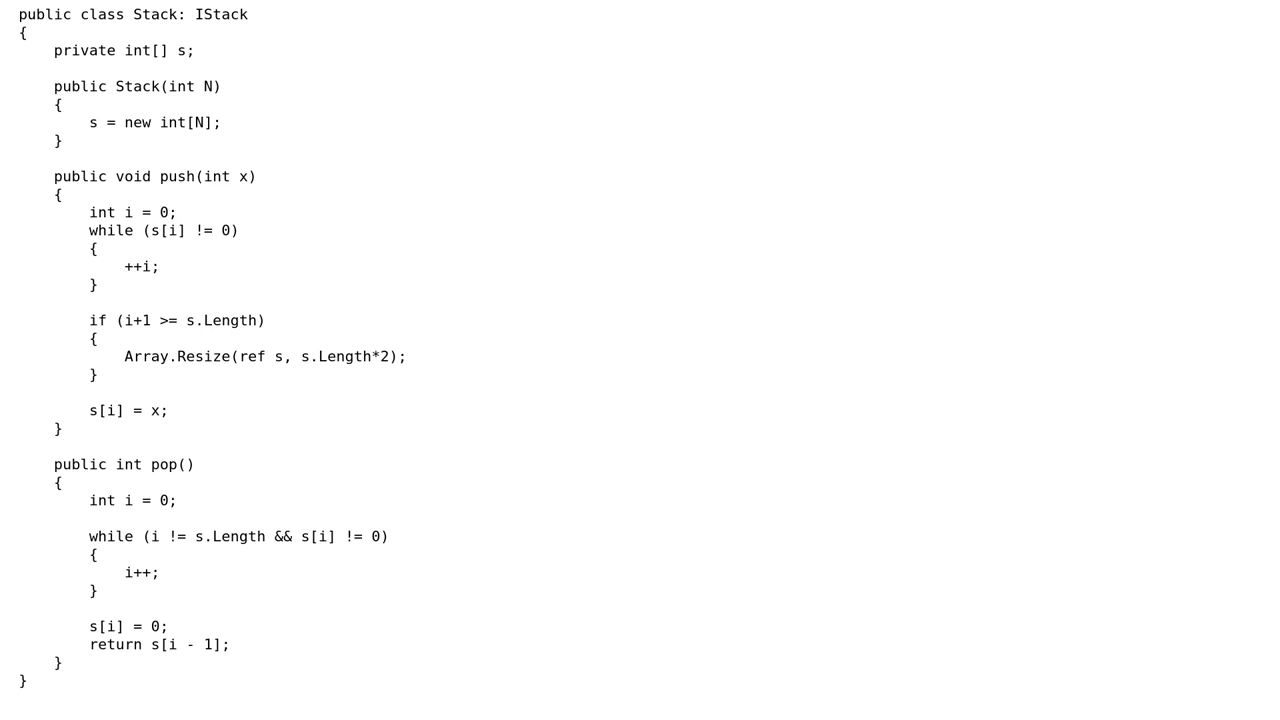 public class Stack: IStack
{
    private int[] s;

    public Stack(int N)
    {
        s = new int[N];
    }

    public void push(int x)
    {
        int i = 0;
        while (s[i] != 0)
        {
            ++i;
        }

        if (i+1 >= s.Length)
        {
            Array.Resize(ref s, s.Length*2);
        }

        s[i] = x;
    }

    public int pop()
    {
        int i = 0;

        while (i != s.Length && s[i] != 0)
        {
            i++;
        }

        s[i] = 0;
        return s[i - 1];
    }
}